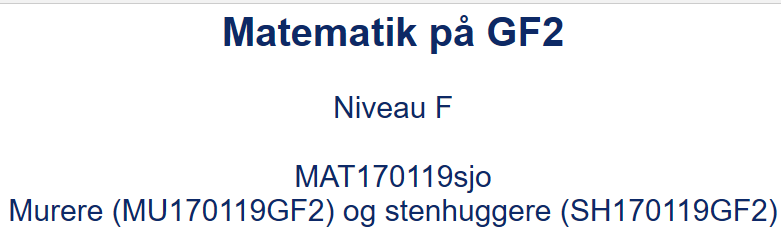 Matematik på GF2
Niveau F
MAT170119sjo
Murere (MU170119GF2) og stenhuggere (SH170119GF2)